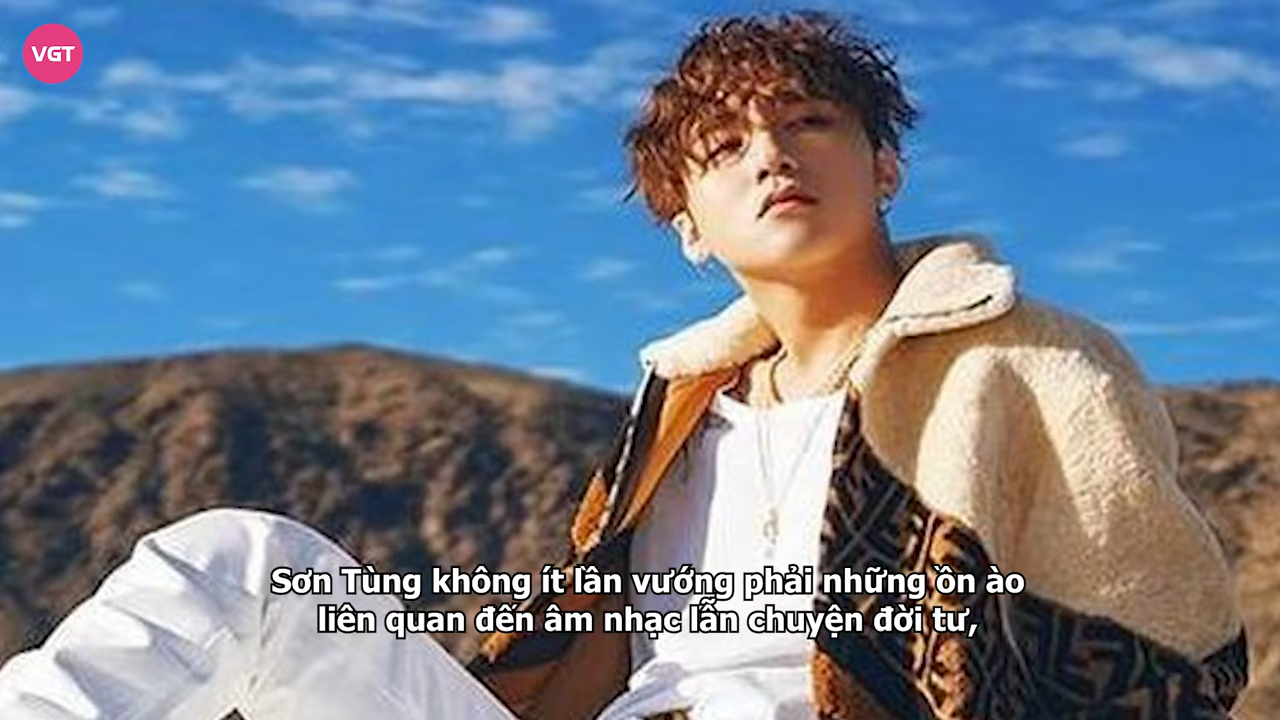 VGT
Sơn Tùng không ít lần vướng phải những ồn ào
liên quan đến âm nhạc lẫn chuyện đời tư,